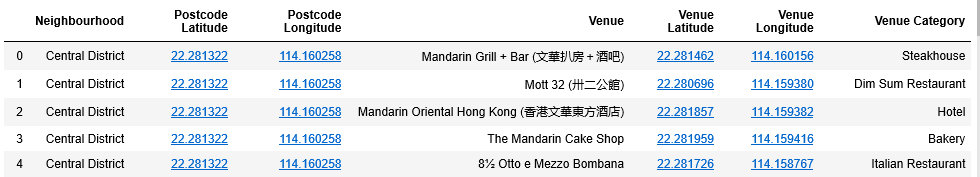 Neighbourhood Postcode Latitude Postcode Longitude Venue Venue Latitude Venue Longitude Venue Category
0 Central District 22.281322 114.160258 Mandarin Grill + Bar (文華扒房＋酒吧) 22.281462 114.160156 Steakhouse
1 Central District 22.281322 114.160258 Mott 32 (卅二公館) 22.280696 114.159380 Dim Sum Restaurant
2 Central District 22.281322 114.160258 Mandarin Oriental Hong Kong (香港文華東方酒店) 22.281857 114.159382 Hotel
3 Central District 22.281322 114.160258 The Mandarin Cake Shop 22.281959 114.159416 Bakery
4 Central District 22.281322 114.160258 8½ Otto e Mezzo Bombana 22.281726 114.158767 Italian Restaurant